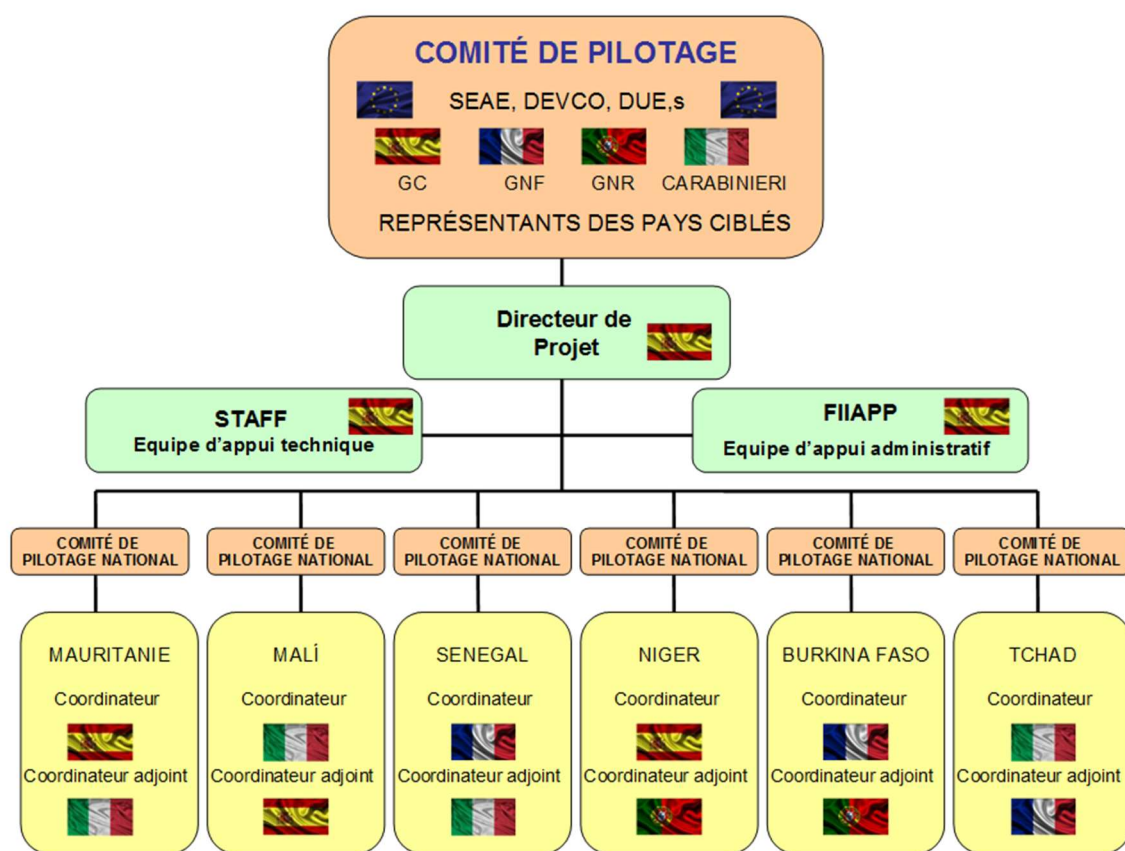 COMITÉ DE PILOTAGE
SEAE, DEVCO, DUE,s
GC GNF GNR CARABINIERI
REPRÉSENTANTS DES PAYS CIBLÉS
Directeur de
Projet
STAFF
Equipe d'appui technique
FIIAPP
Equipe d'appui administratif
COMITÉ DE
PILOTAGE NATIONAL
COMITÉ DE
PILOTAGE NATIONAL
COMITÉ DE
PILOTAGE NATIONAL
COMITÉ DE
PILOTAGE NATIONAL
COMITÉ DE
PILOTAGE NATIONAL
COMITÉ DE
PILOTAGE NATIONAL
MAURITANIE
Coordinateur
Coordinateur adjoint
MALÍ
Coordinateur
Coordinateur adjoint
SENEGAL
Coordinateur
Coordinateur adjoint
NIGER
Coordinateur
Coordinateur adjoint
BURKINA FASO
Coordinateur
Coordinateur adjoint
TCHAD
Coordinateur
Coordinateur adjoint